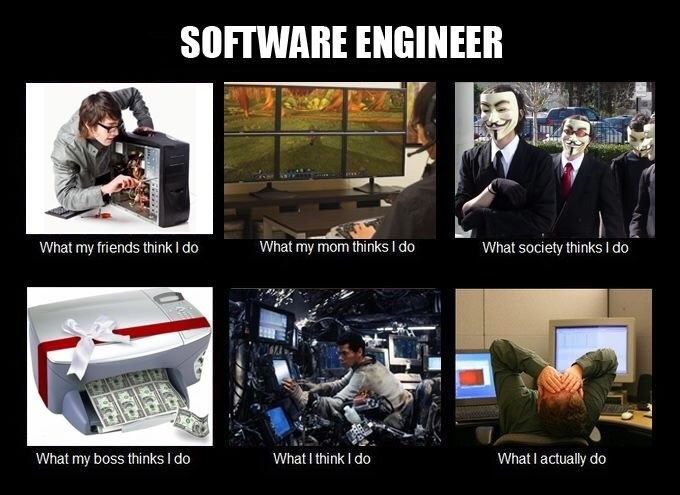 SOFTWARE ENGINEER
What my friends think I do
What my mom thinks I do
What society thinks I do
What my boss thinks I do
What I think I do
What I actually do